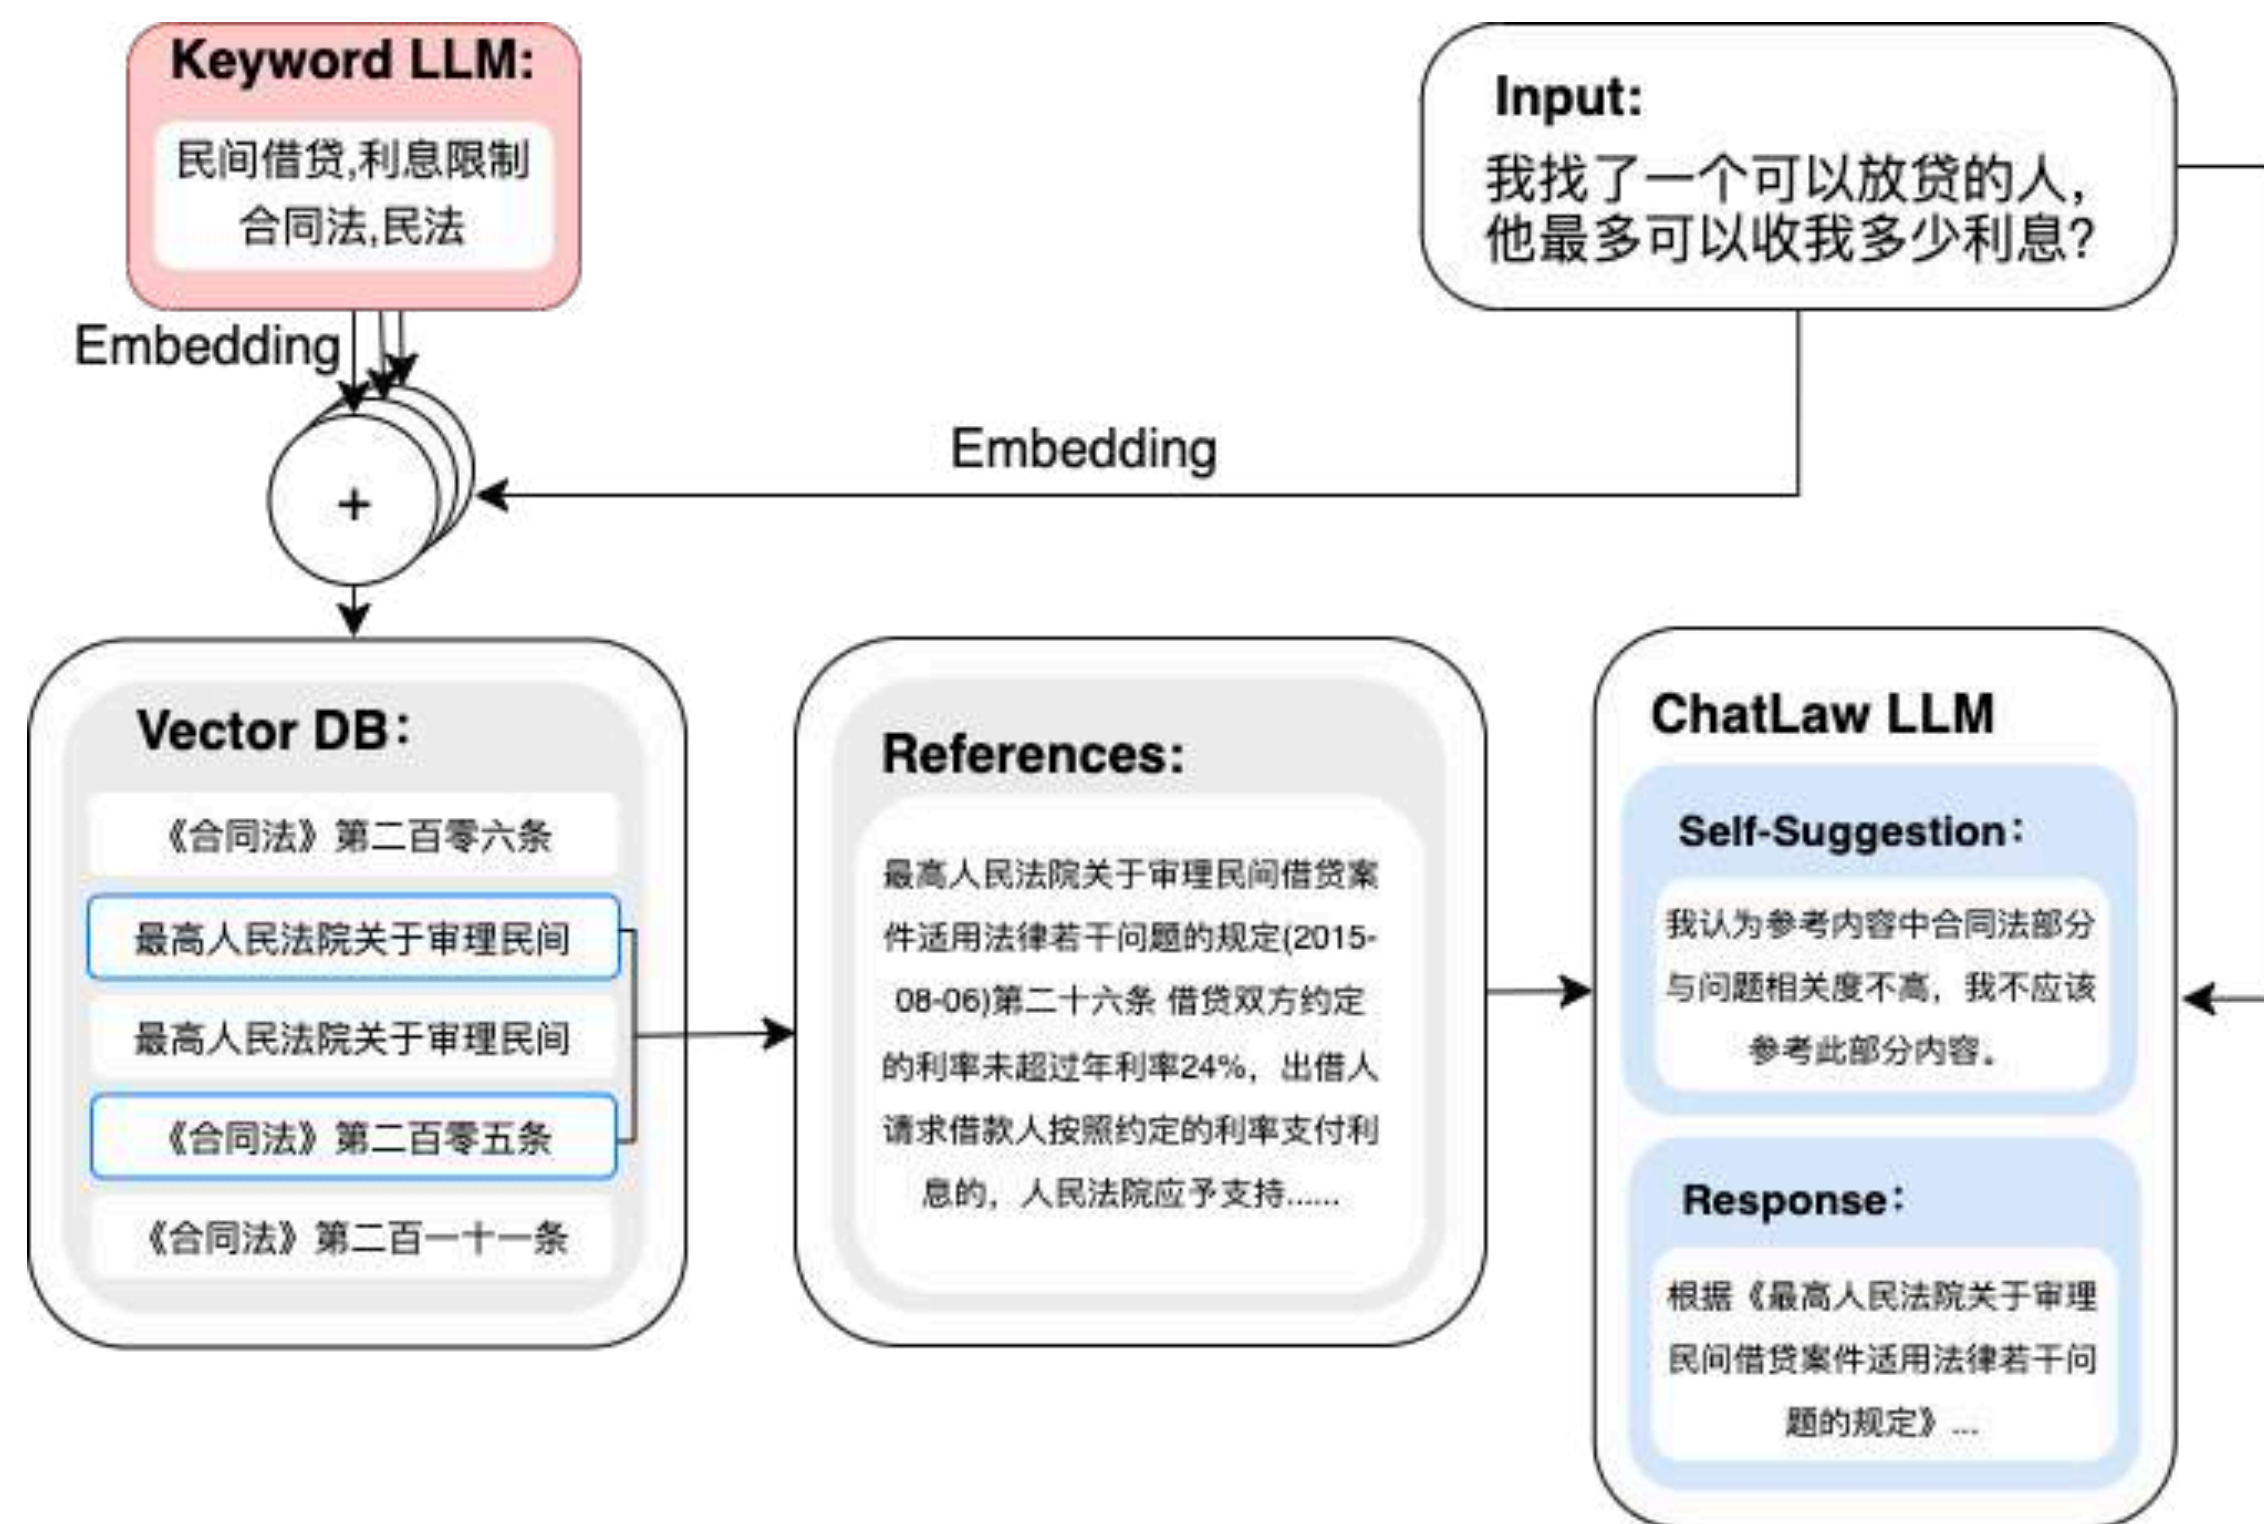 Keyword LLM:
民间借贷,利息限制
合同法,民法
Input:
我找了一个可以放贷的人，
他最多可以收我多少利息?
Embedding
Embedding
+
Vector DB：
《合同法》第二百零六条
最高人民法院关于审理民间
最高人民法院关于审理民间
《合同法》第二百零五条
《合同法》第二百一十一条
References:
最高人民法院关于审理民间借贷案
件适用法律若干问题的规定(2015-
08-06)第二十六条 借贷双方约定
的利率未超过年利率24%，出借人
请求借款人按照约定的利率支付利
息的，人民法院应予支持......
ChatLaw LLM
Self-Suggestion：
我认为参考内容中合同法部分
与问题相关度不高，我不应该
参考此部分内容。
Response：
根据《最高人民法院关于审理
民间借贷案件适用法律若干问
题的规定》...